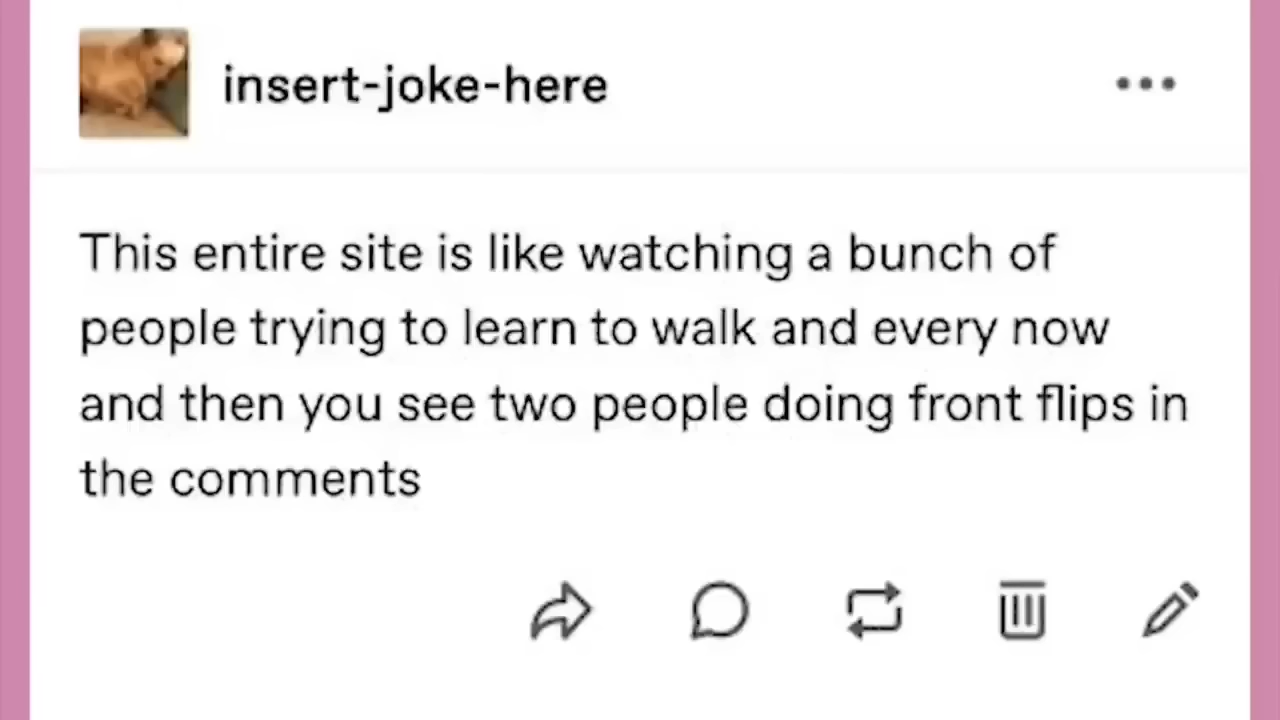 insert-joke-here
This entire site is like watching a bunch of
people trying to learn to walk and every now
and then you see two people doing front flips in
the comments